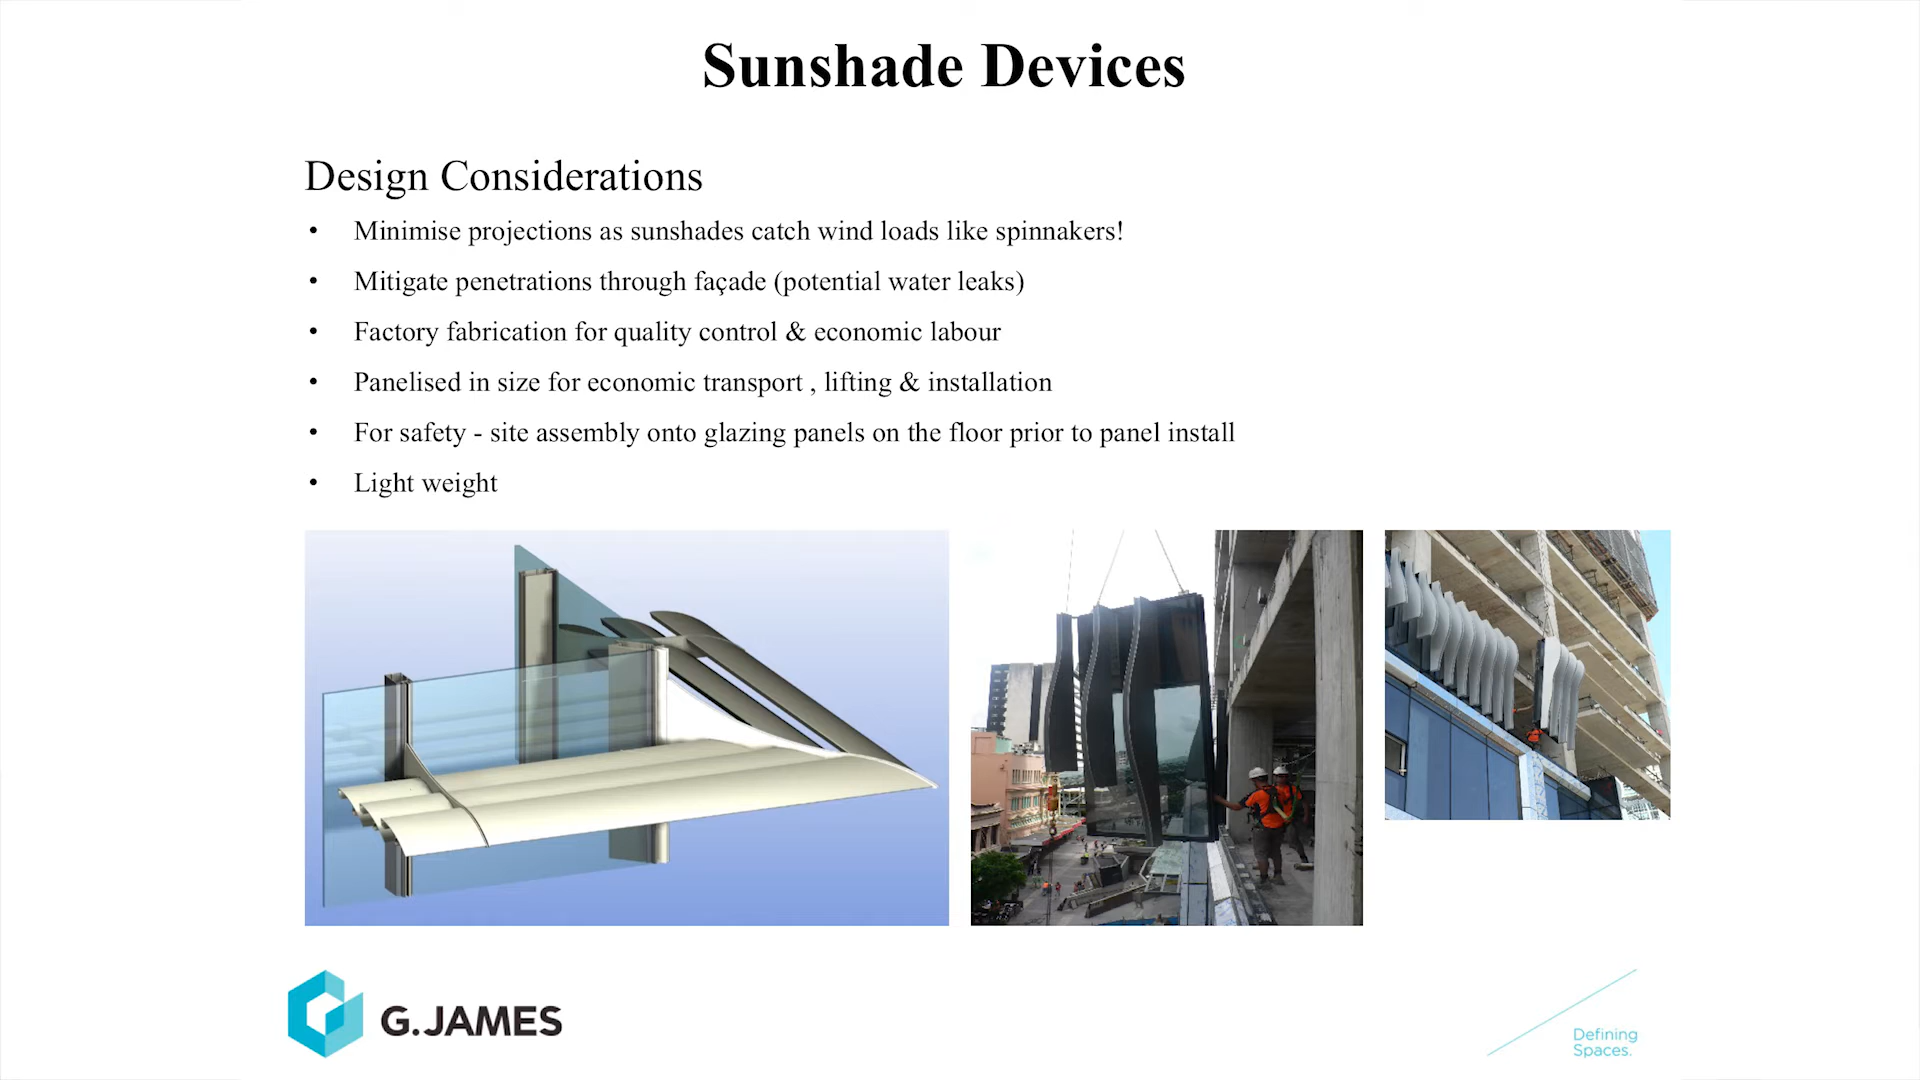 Sunshade Devices
Design Considerations
• Minimise projections as sunshades catch wind loads like spinnakers!
• Mitigate penetrations through façade (potential water leaks)
• Factory fabrication for quality control & economic labour
• Panelised in size for economic transport , lifting & installation
• For safety - site assembly onto glazing panels on the floor prior to panel install
• Light weight
G.JAMES
Defining
Spaces.